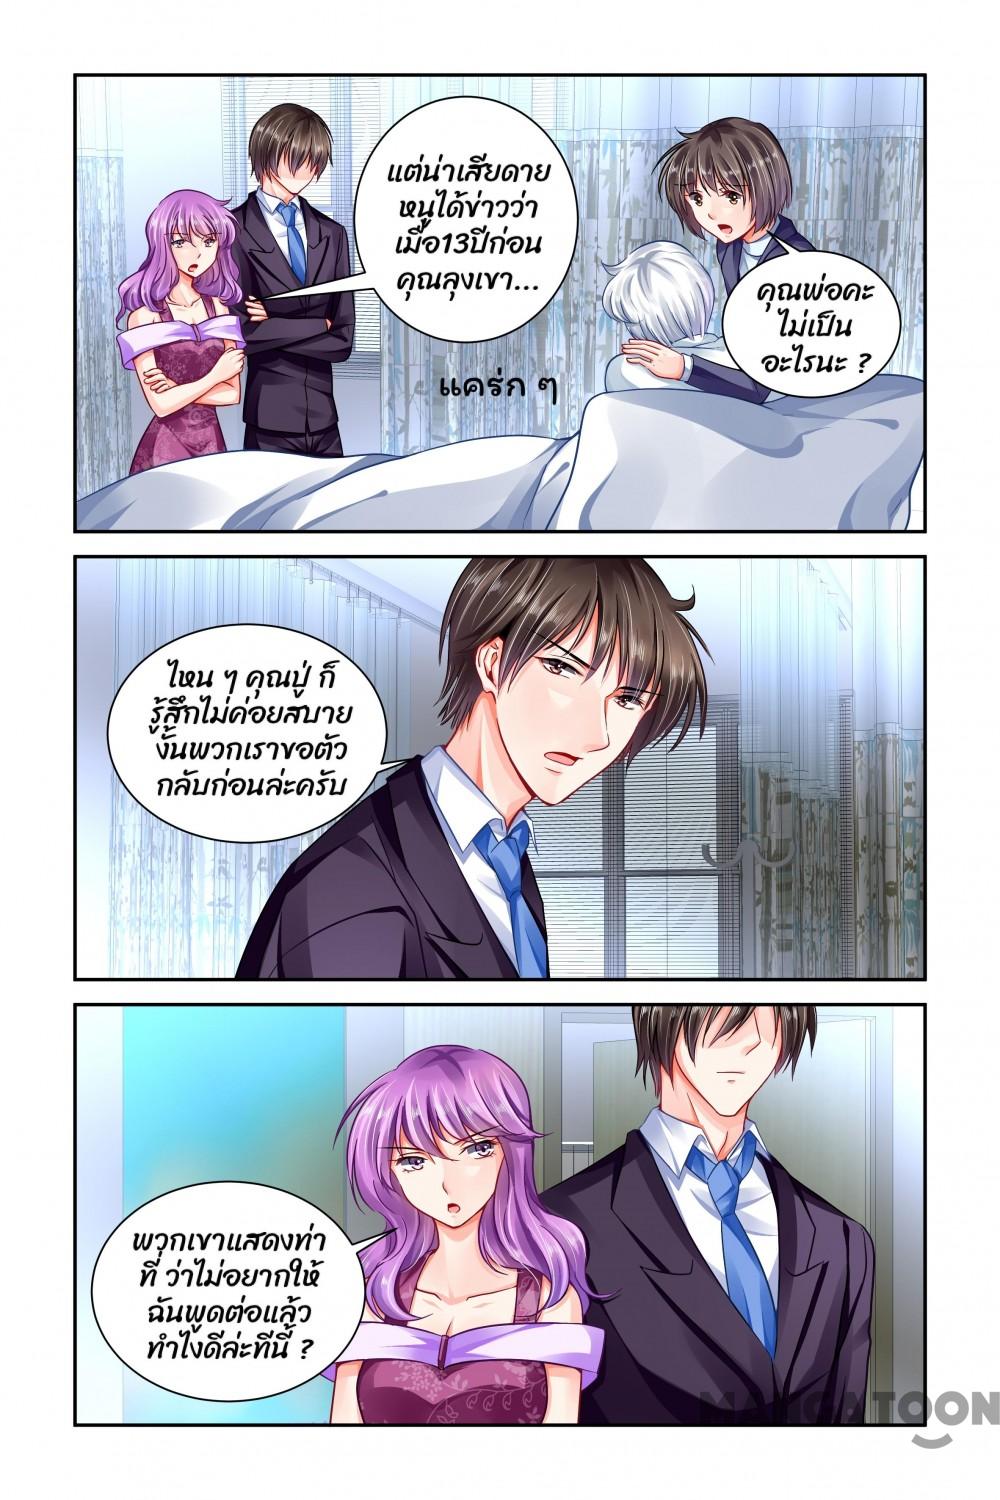 แต่น่าเสียดาย
หนูได้ข่าวว่า
เมื่อ13ปีก่อน
คุณลุงเขา...
แคร่ก ๆ
คุณพ่อคะ
ไม่เป็น
อะไรนะ ?
ไหน ๆ คุณปู่ ก็
รู้สึกไม่ค่อยสบาย
งั้นพวกเราขอตัว
กลับก่อนล่ะครับ
พวกเขาแสดงท่า
ที่ ว่าไม่อยากให้
ฉันพูดต่อแล้ว
ทำไงดีล่ะทีนี้ ?
MANGATOON